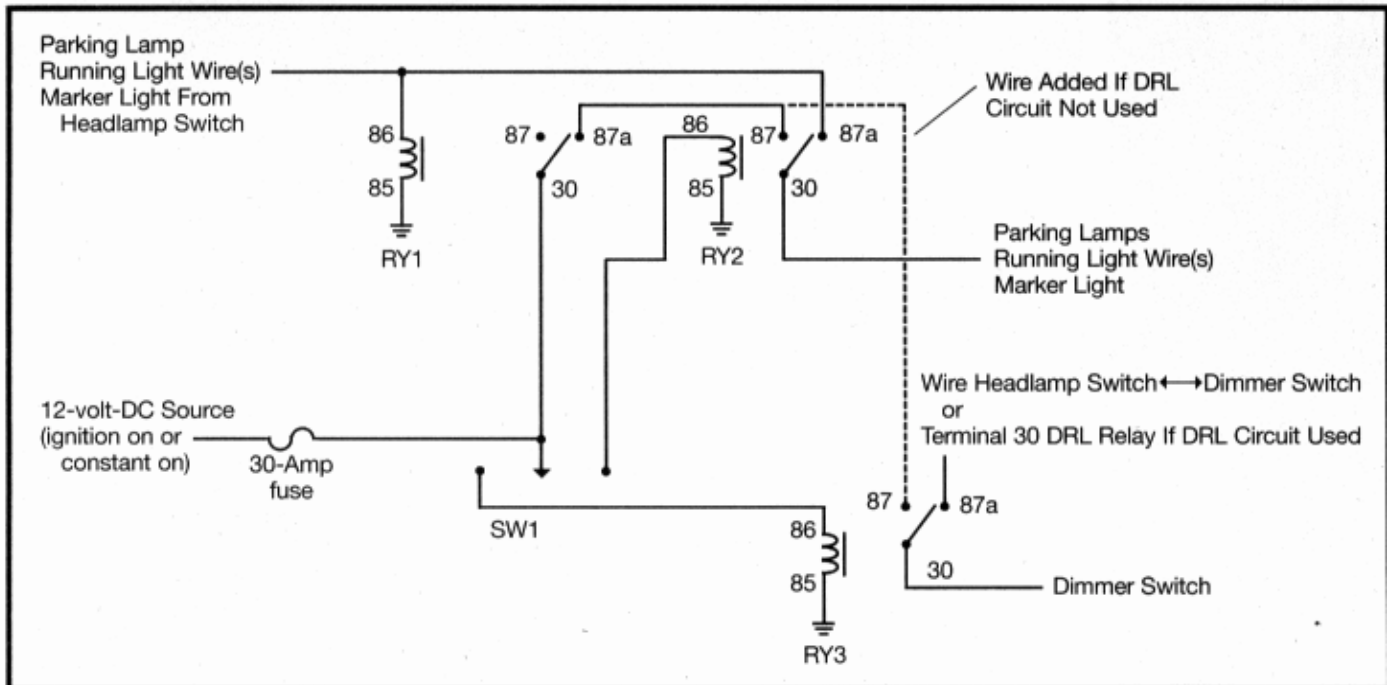 Parking Lamp
Running Light Wire(s)
Marker Light From
Headlamp Switch
Wire Added If DRL
Circuit Not Used
86
85
RY1
87
87a
30
86
85
RY2
87
87a
30
Parking Lamps
Running Light Wire(s)
Marker Light
12-volt-DC Source
(ignition on or
constant on)
30-Amp
fuse
SW1
Wire Headlamp Switch ↔ Dimmer Switch
or
Terminal 30 DRL Relay If DRL Circuit Used
86
85
RY3
87
87a
30
Dimmer Switch